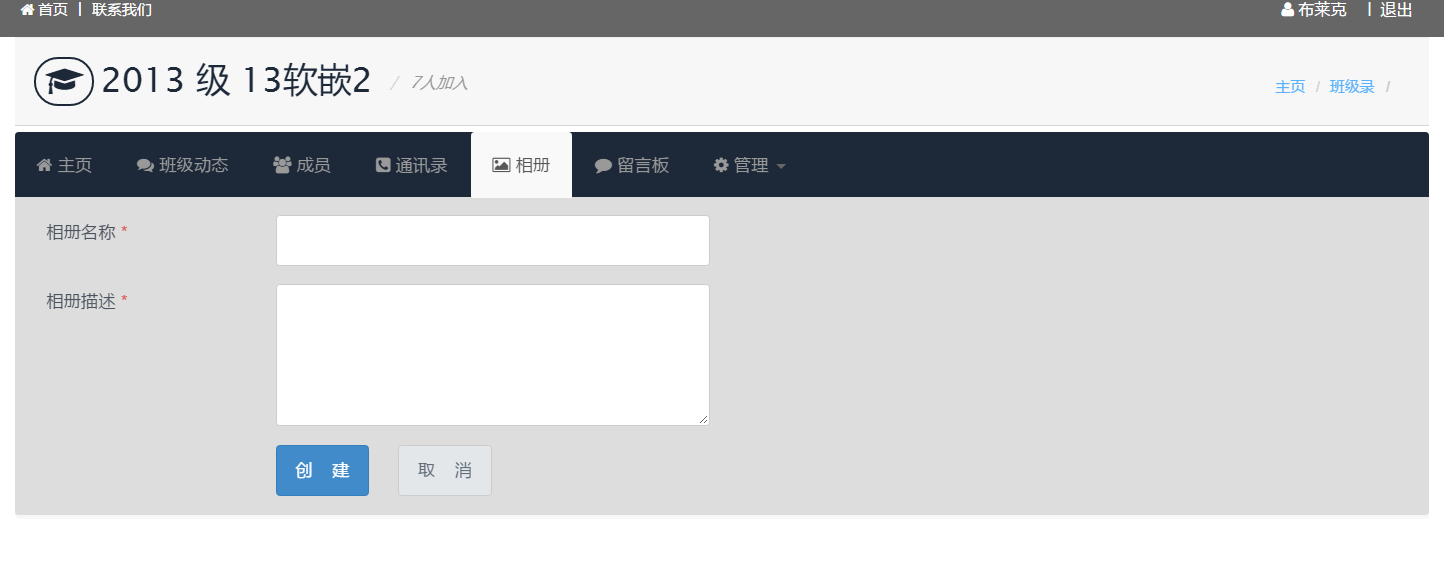 首页 | 联系我们 布莱克 | 退出
2013 级 13软嵌2 / 7人加入 主页 / 班级录 /
主页 班级动态 成员 通讯录 相册 留言板 管理
相册名称 *
相册描述 *
创 建 取 消